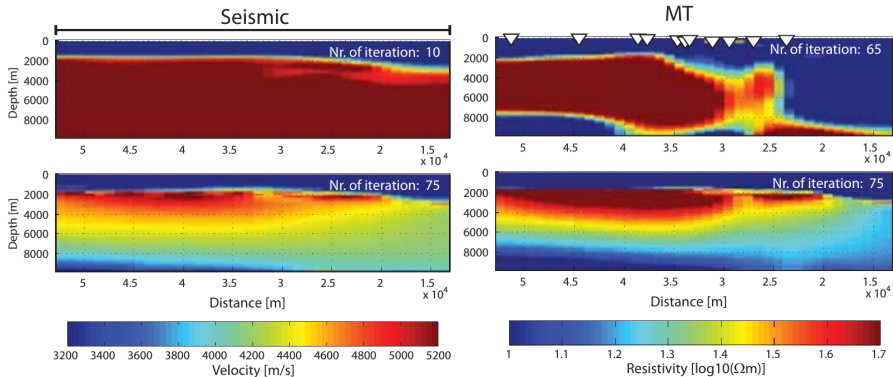 Seismic
MT
Nr. of iteration: 10
Nr. of iteration: 65
Depth [m]
0
2000
4000
6000
8000
0
2000
4000
6000
8000
5 4.5 4 3.5 3 2.5 2 1.5
x 10^4
5 4.5 4 3.5 3 2.5 2 1.5
x 10^4
Nr. of iteration: 75
Nr. of iteration: 75
Depth [m]
0
2000
4000
6000
8000
0
2000
4000
6000
8000
5 4.5 4 3.5 3 2.5 2 1.5
x 10^4
5 4.5 4 3.5 3 2.5 2 1.5
x 10^4
Distance [m]
Distance [m]
3200 3400 3600 3800 4000 4200 4400 4600 4800 5000 5200
Velocity [m/s]
1 1.1 1.2 1.3 1.4 1.5 1.6 1.7
Resistivity [log10(Ωm)]